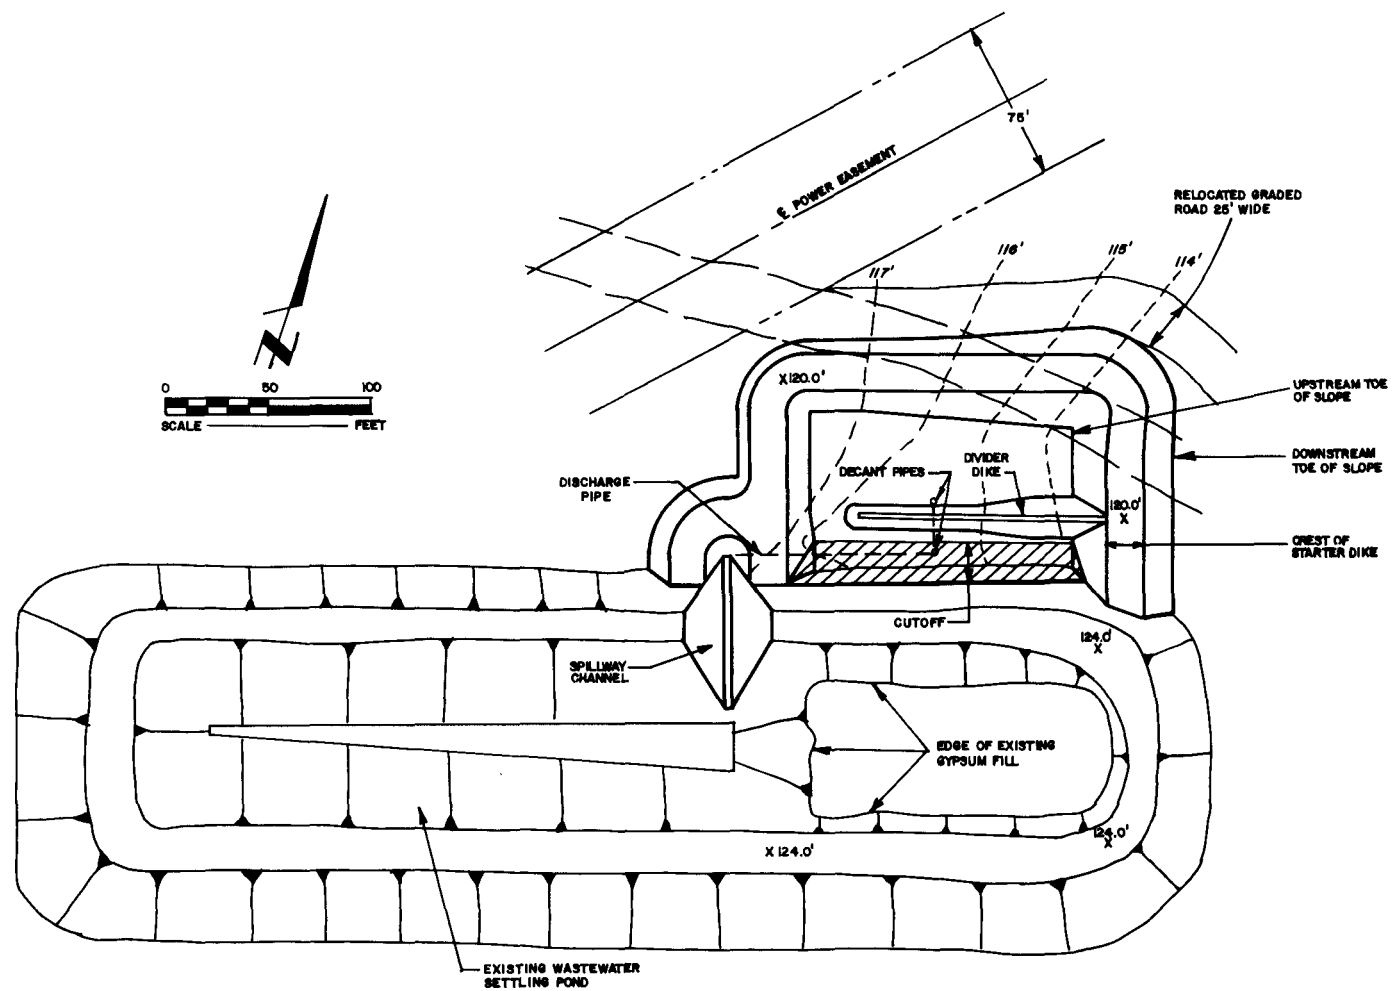 75'
℄ POWER EASEMENT
RELOCATED GRADED
ROAD 25' WIDE
117'
116'
115'
114'
N
0 50 100
SCALE FEET
X 120.0'
UPSTREAM TOE
OF SLOPE
DECANT PIPES
DIVIDER
DIKE
DOWNSTREAM
TOE OF SLOPE
DISCHARGE
PIPE
120.0'
X
CREST OF
STARTER DIKE
CUTOFF
124.0'
X
SPILLWAY
CHANNEL
EDGE OF EXISTING
GYPSUM FILL
124.0'
X
X 124.0'
EXISTING WASTEWATER
SETTLING POND